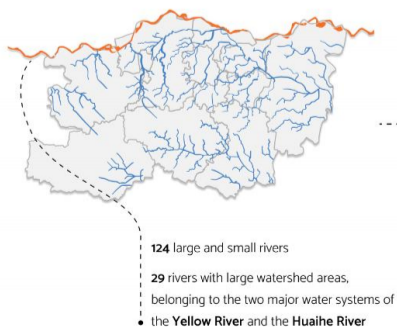 124 large and small rivers
29 rivers with large watershed areas,
belonging to the two major water systems of
the Yellow River and the Huaihe River